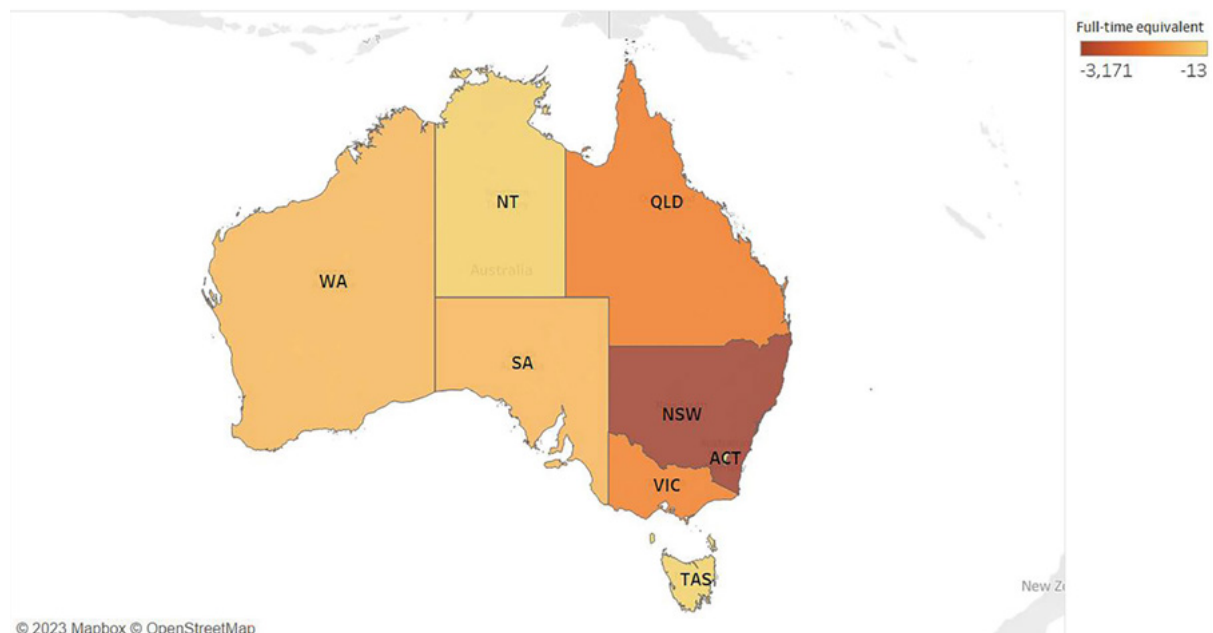 Full-time equivalent
-3,171 -13
NT
QLD
Australia
WA
SA
NSW
ACT
VIC
TAS
New Ze
© 2023 Mapbox © OpenStreetMap